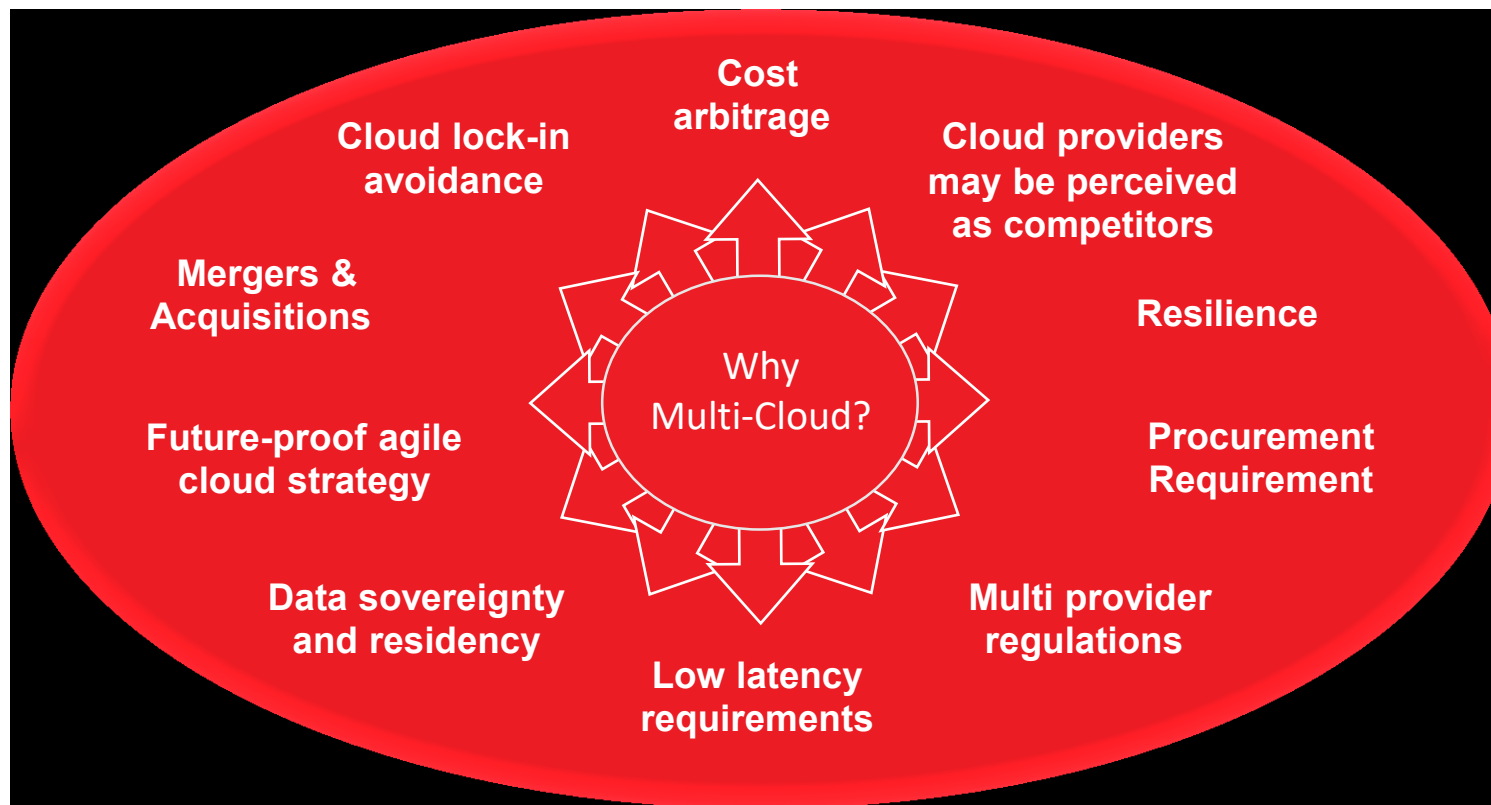 Cost
arbitrage
Cloud providers
may be perceived
as competitors
Resilience
Procurement
Requirement
Multi provider
regulations
Low latency
requirements
Data sovereignty
and residency
Future-proof agile
cloud strategy
Mergers &
Acquisitions
Cloud lock-in
avoidance
Why
Multi-Cloud?